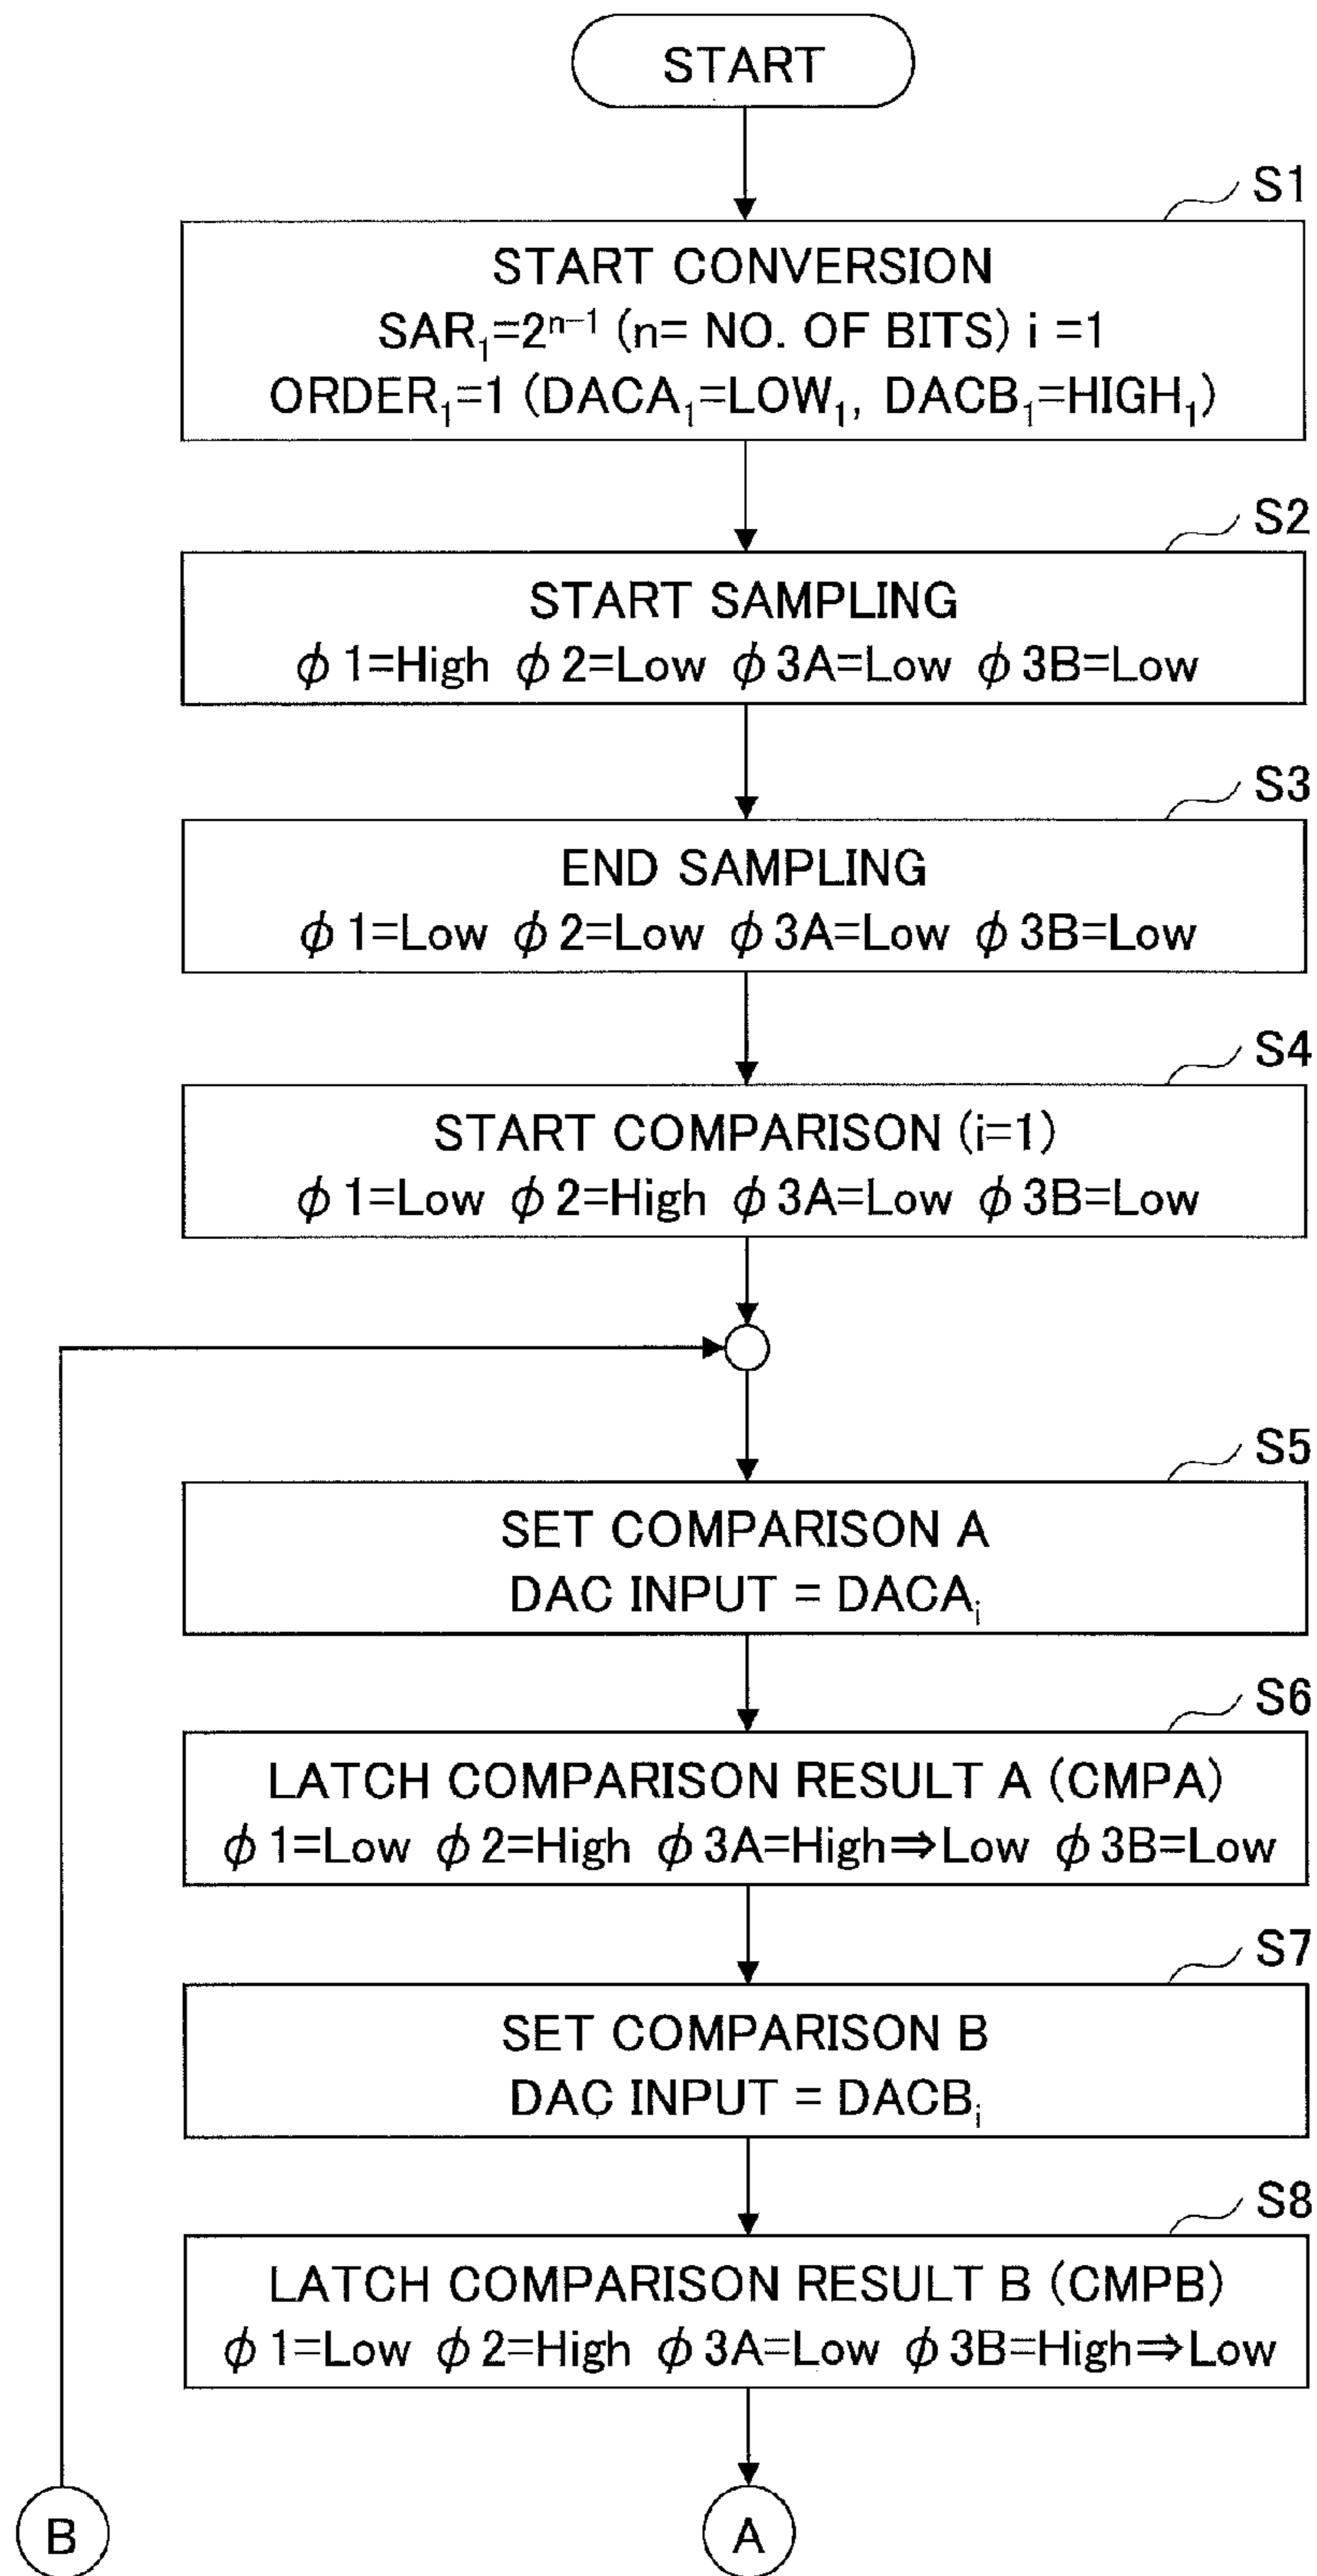 START
S1
START CONVERSION
SAR₁=2ⁿ⁻¹ (n= NO. OF BITS) i =1
ORDER₁=1 (DACA₁=LOW₁, DACB₁=HIGH₁)
S2
START SAMPLING
ϕ1=High ϕ2=Low ϕ3A=Low ϕ3B=Low
S3
END SAMPLING
ϕ1=Low ϕ2=Low ϕ3A=Low ϕ3B=Low
S4
START COMPARISON (i=1)
ϕ1=Low ϕ2=High ϕ3A=Low ϕ3B=Low
S5
SET COMPARISON A
DAC INPUT = DACAᵢ
S6
LATCH COMPARISON RESULT A (CMPA)
ϕ1=Low ϕ2=High ϕ3A=High⇒Low ϕ3B=Low
S7
SET COMPARISON B
DAC INPUT = DACBᵢ
S8
LATCH COMPARISON RESULT B (CMPB)
ϕ1=Low ϕ2=High ϕ3A=Low ϕ3B=High⇒Low
B
A